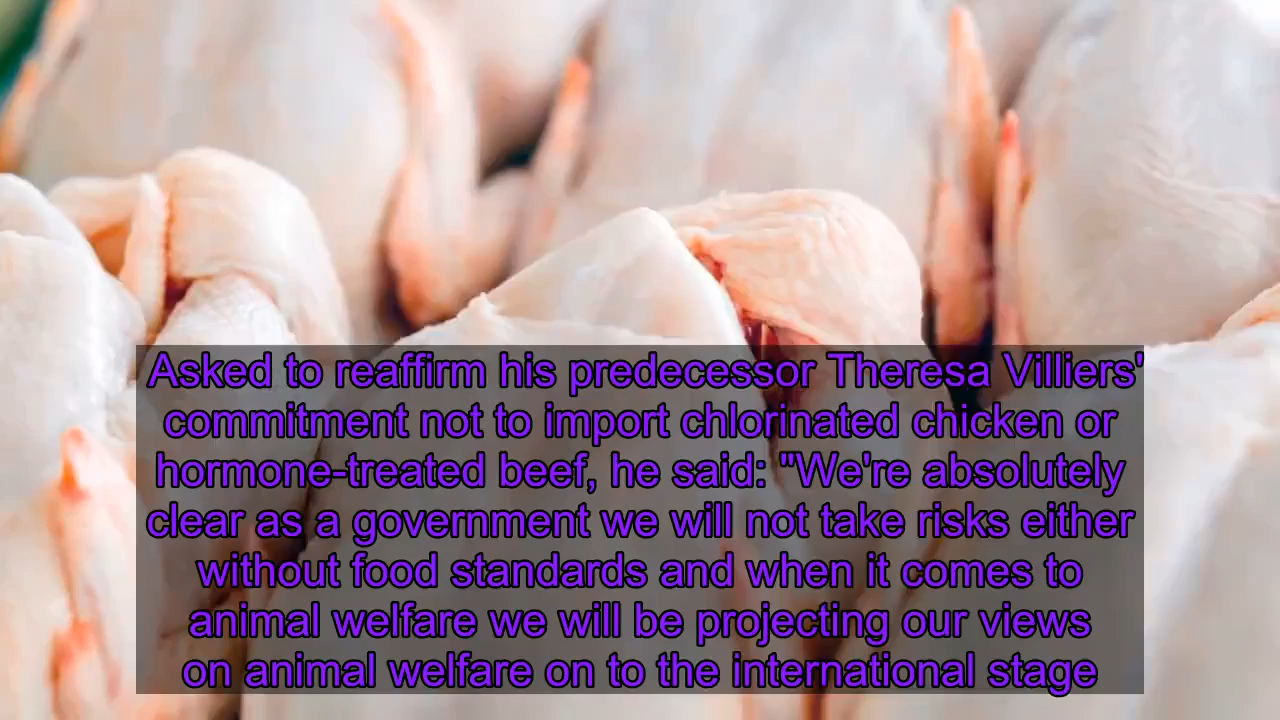 Asked to reaffirm his predecessor Theresa Villiers'
commitment not to import chlorinated chicken or
hormone-treated beef, he said: "We're absolutely
clear as a government we will not take risks either
without food standards and when it comes to
animal welfare we will be projecting our views
on animal welfare on to the international stage